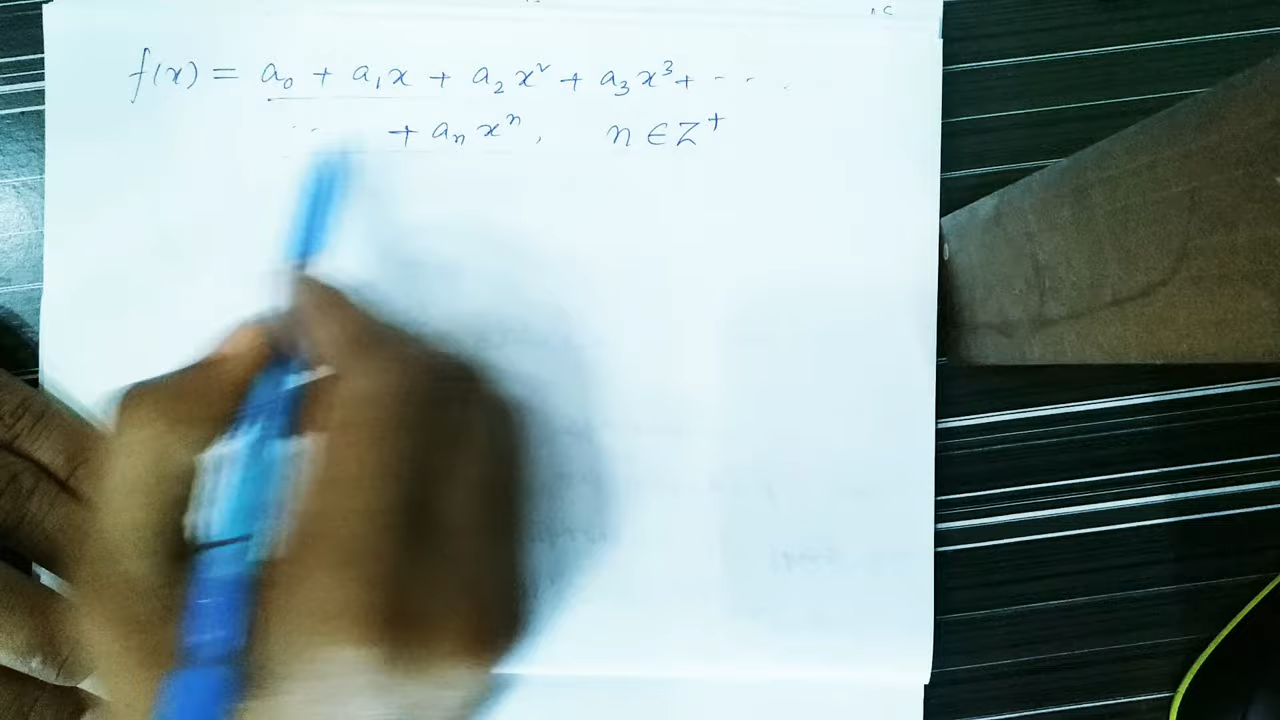 f(x) = a₀ + a₁x + a₂x² + a₃x³ + ...
... + aₙxⁿ, n ∈ Z⁺